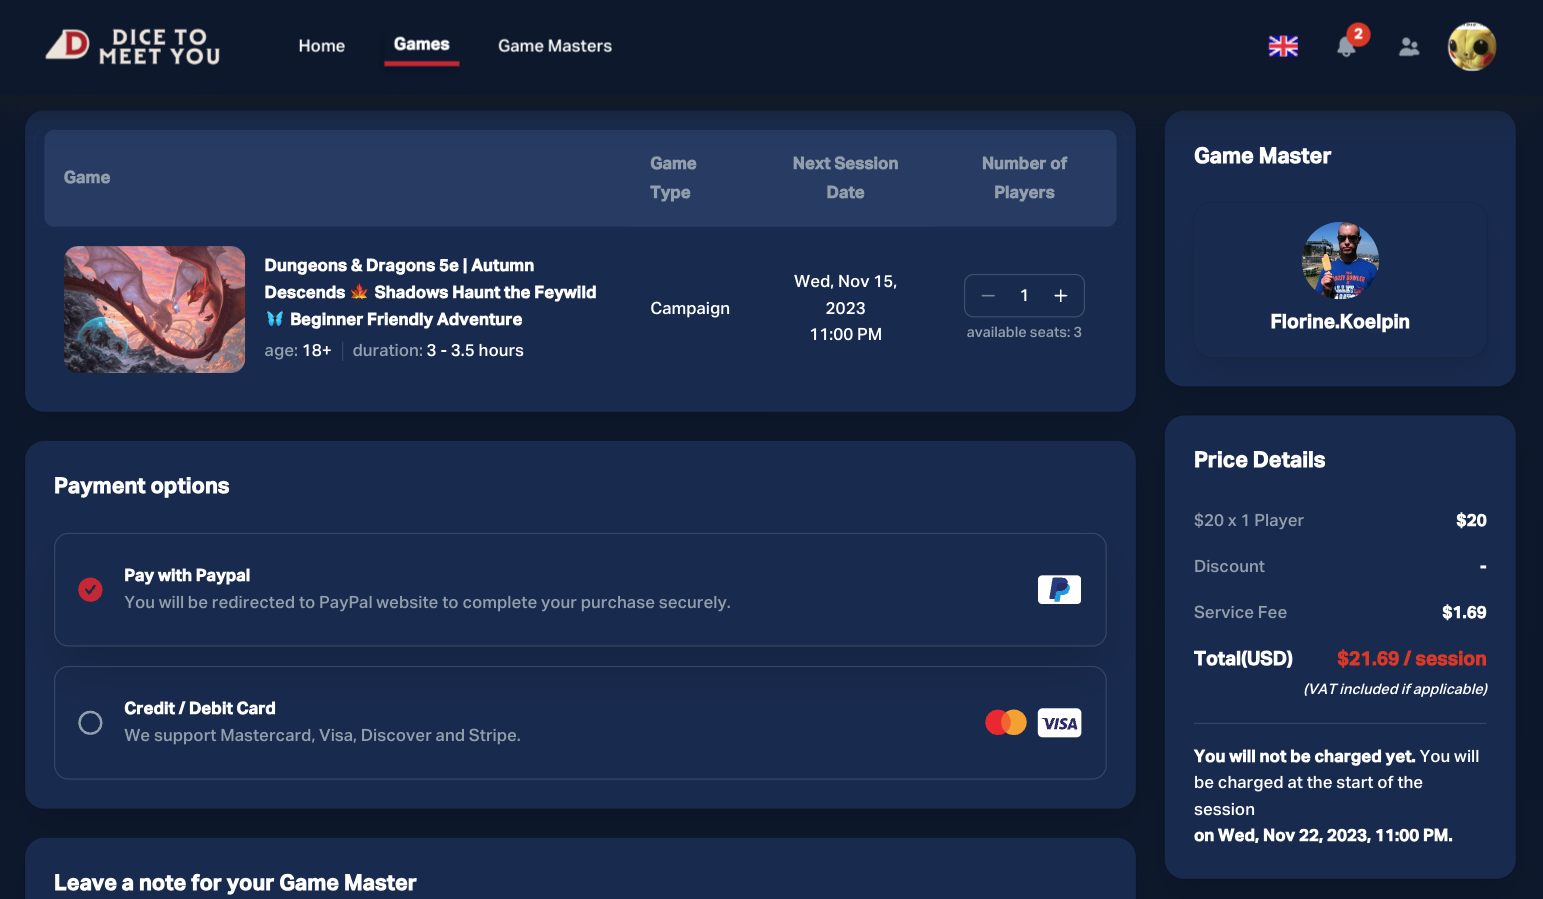 DICE TO
MEET YOU
Home
Games
Game Masters
2
Game
Game
Type
Next Session
Date
Number of
Players
Dungeons & Dragons 5e | Autumn
Descends 🍁 Shadows Haunt the Feywild
🦋 Beginner Friendly Adventure
age: 18+
duration: 3 - 3.5 hours
Campaign
Wed, Nov 15,
2023
11:00 PM
− 1 +
available seats: 3
Game Master
Florine.Koelpin
Payment options
Pay with Paypal
You will be redirected to PayPal website to complete your purchase securely.
Credit / Debit Card
We support Mastercard, Visa, Discover and Stripe.
VISA
Leave a note for your Game Master
Price Details
$20 x 1 Player $20
Discount -
Service Fee $1.69
Total(USD) $21.69 / session
(VAT included if applicable)
You will not be charged yet. You will
be charged at the start of the
session
on Wed, Nov 22, 2023, 11:00 PM.